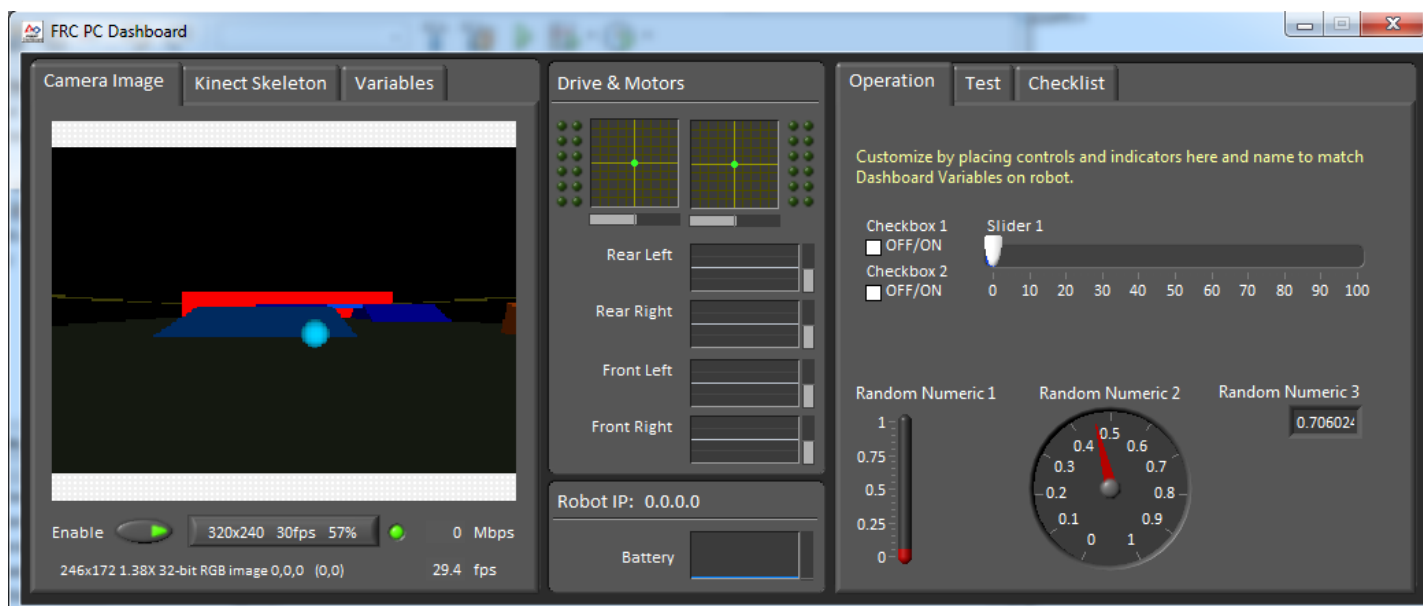 FRC PC Dashboard
Camera Image
Kinect Skeleton
Variables
Enable
320x240 30fps 57%
0 Mbps
246x172 1.38X 32-bit RGB image 0,0,0 (0,0)
29.4 fps
Drive & Motors
Rear Left
Rear Right
Front Left
Front Right
Robot IP: 0.0.0.0
Battery
Operation
Test
Checklist
Customize by placing controls and indicators here and name to match
Dashboard Variables on robot.
Checkbox 1
OFF/ON
Checkbox 2
OFF/ON
Slider 1
0 10 20 30 40 50 60 70 80 90 100
Random Numeric 1
1
0.75
0.5
0.25
0
Random Numeric 2
0 0.1 0.2 0.3 0.4 0.5 0.6 0.7 0.8 0.9 1
Random Numeric 3
0.706024